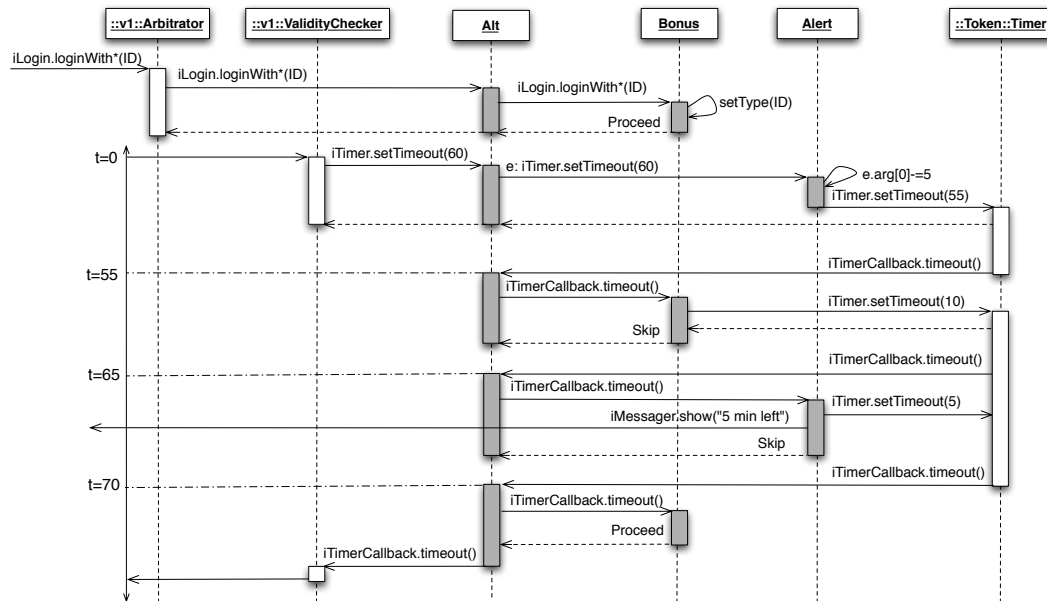 ::v1::Arbitrator
::v1::ValidityChecker
Alt
Bonus
Alert
::Token::Timer
iLogin.loginWith*(ID)
iLogin.loginWith*(ID)
iLogin.loginWith*(ID)
setType(ID)
Proceed
t=0
iTimer.setTimeout(60)
e: iTimer.setTimeout(60)
e.arg[0]-=5
iTimer.setTimeout(55)
t=55
iTimerCallback.timeout()
iTimerCallback.timeout()
iTimer.setTimeout(10)
Skip
t=65
iTimerCallback.timeout()
iTimerCallback.timeout()
iTimer.setTimeout(5)
iMessager.show("5 min left")
Skip
iTimerCallback.timeout()
t=70
iTimerCallback.timeout()
Proceed
iTimerCallback.timeout()